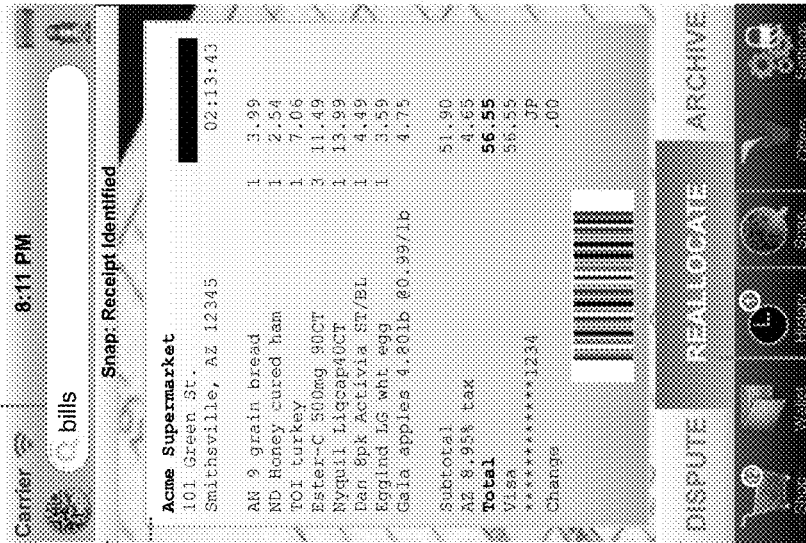 Carrier 8:11 PM
bills
Snap: Receipt Identified
Acme Supermarket
101 Green St.
Smithsville, AZ 12345 02:13:43
AN 9 grain bread 1 3.99
ND Honey cured ham 1 2.54
TOI turkey 1 7.06
Ester-C 500mg 90CT 3 11.49
Nyquil Liqcap40CT 1 13.99
Dan 8pk Activia ST/BL 1 4.49
Eggind LG wht egg 1 3.59
Gala apples 4.80lb @0.99/lb 4.75
Subtotal 51.90
AZ 8.95% tax 4.65
Total 56 55
Visa 56.55
************1234 JP
Change .00
DISPUTE REALLOCATE ARCHIVE